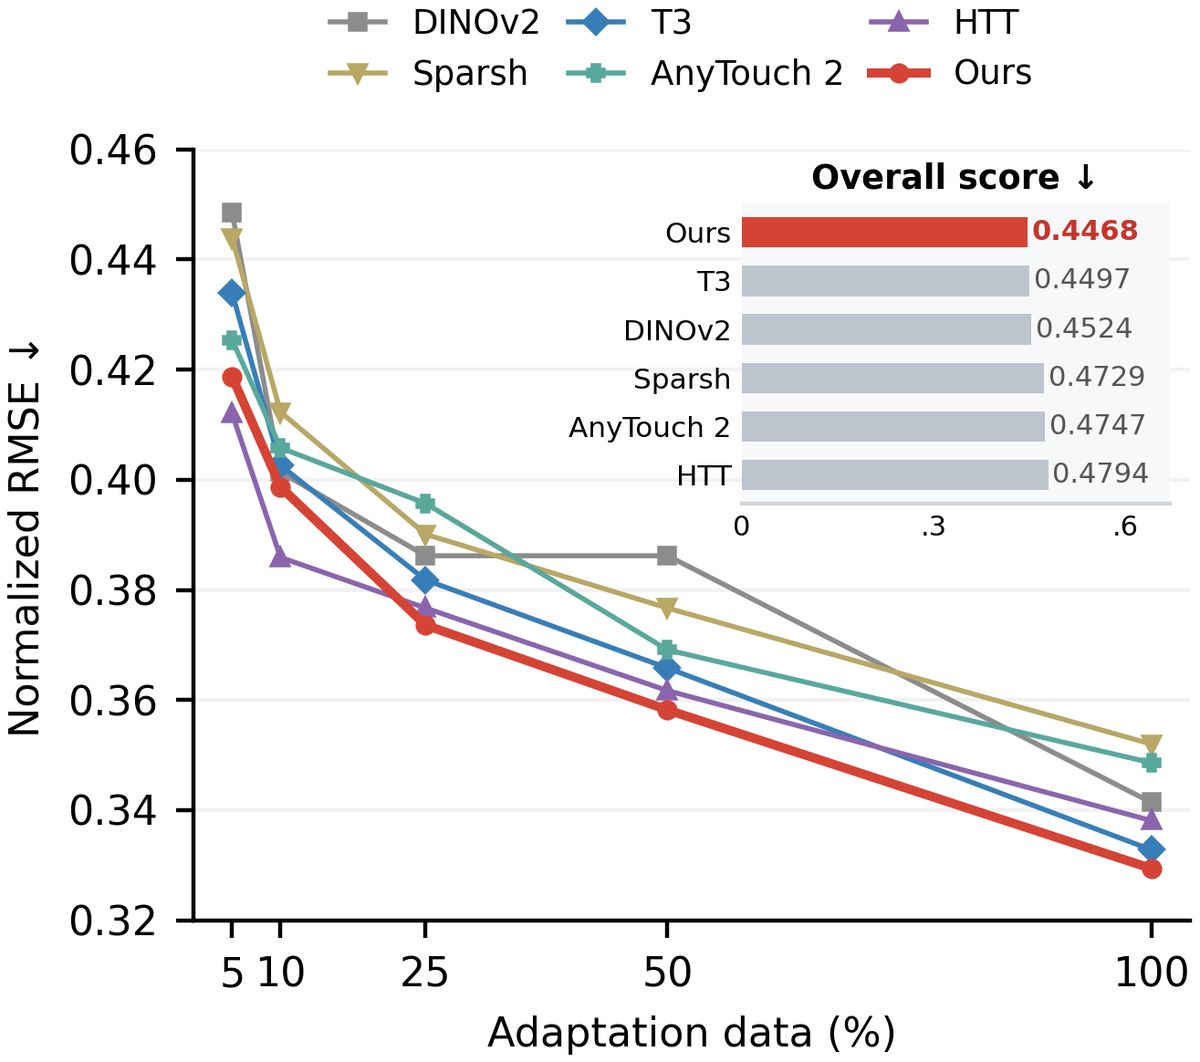 DINOv2 T3 HTT
Sparsh AnyTouch 2 Ours
Normalized RMSE ↓
0.46
0.44
0.42
0.40
0.38
0.36
0.34
0.32
Overall score ↓
Ours 0.4468
T3 0.4497
DINOv2 0.4524
Sparsh 0.4729
AnyTouch 2 0.4747
HTT 0.4794
0 .3 .6
5 10 25 50 100
Adaptation data (%)